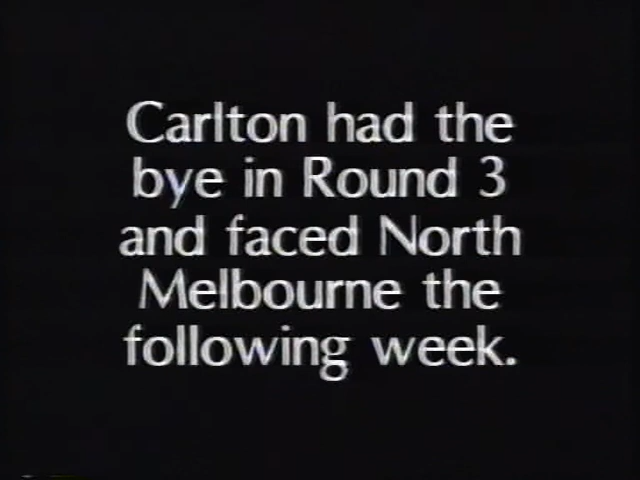 Carlton had the
bye in Round 3
and faced North
Melbourne the
following week.